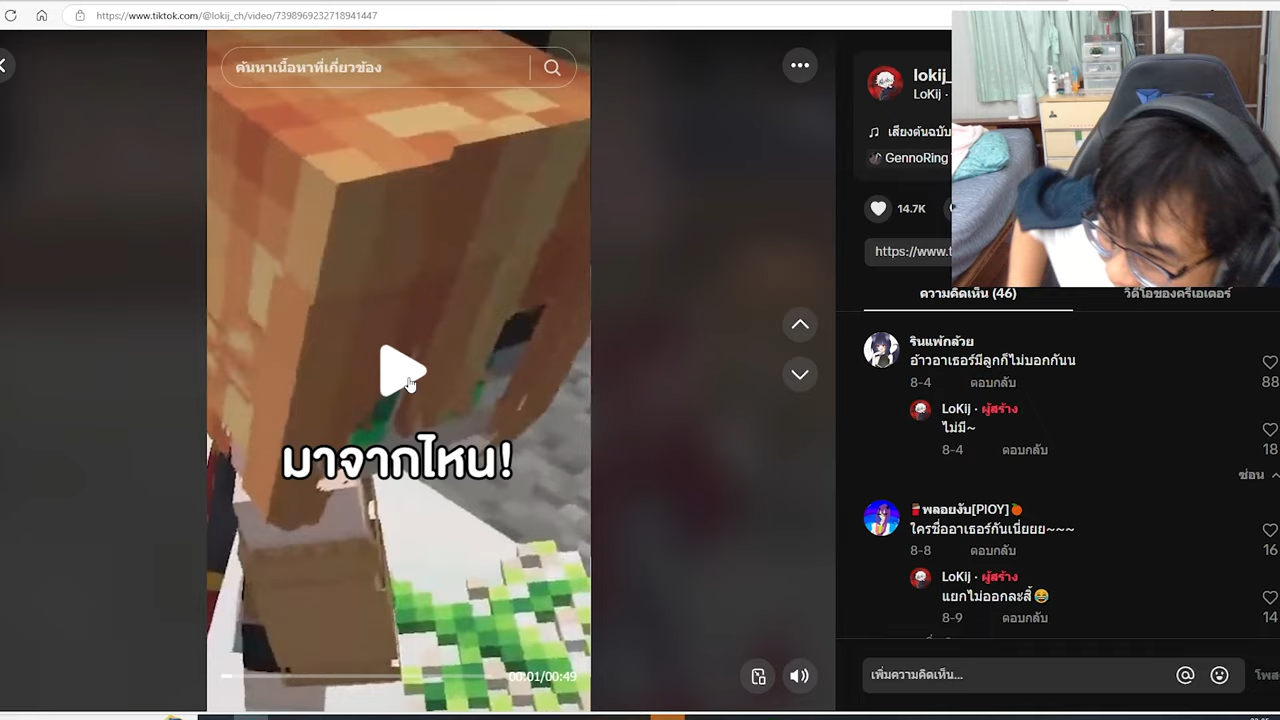 https://www.tiktok.com/@lokij_ch/video/7398969232718941447
ค้นหาเนื้อหาที่เกี่ยวข้อง
มาจากไหน!
00:01/00:49
lokij_
LoKij ·
เสียงต้นฉบับ
GennoRing
14.7K
https://www.t
ความคิดเห็น (46)
วิดีโอของครีเอเตอร์
รินแพ้กล้วย
อ้าวอาเธอร์มีลูกก็ไม่บอกกันน
8-4 ตอบกลับ
88
LoKij · ผู้สร้าง
ไม่มี~
8-4 ตอบกลับ
18
ซ่อน
พลอยงับ[PlOY]🍊
ใครชื่ออาเธอร์กันเนี่ยยย~~~
8-8 ตอบกลับ
16
LoKij · ผู้สร้าง
แยกไม่ออกละสิ้😂
8-9 ตอบกลับ
14
เพิ่มความคิดเห็น...
โพส